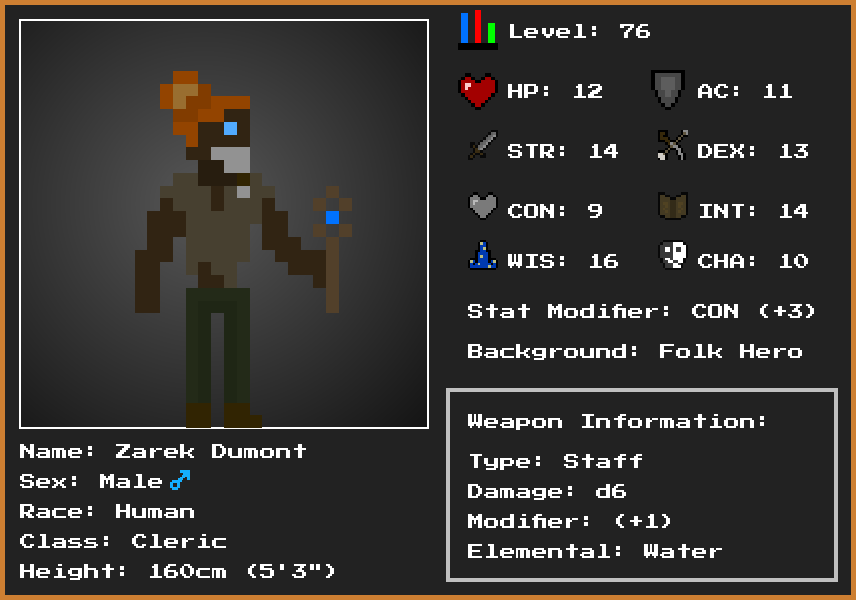 Level: 76
HP: 12 AC: 11
STR: 14 DEX: 13
CON: 9 INT: 14
WIS: 16 CHA: 10
Stat Modifier: CON (+3)
Background: Folk Hero
Weapon Information:
Type: Staff
Damage: d6
Modifier: (+1)
Elemental: Water
Name: Zarek Dumont
Sex: Male ♂
Race: Human
Class: Cleric
Height: 160cm (5'3")